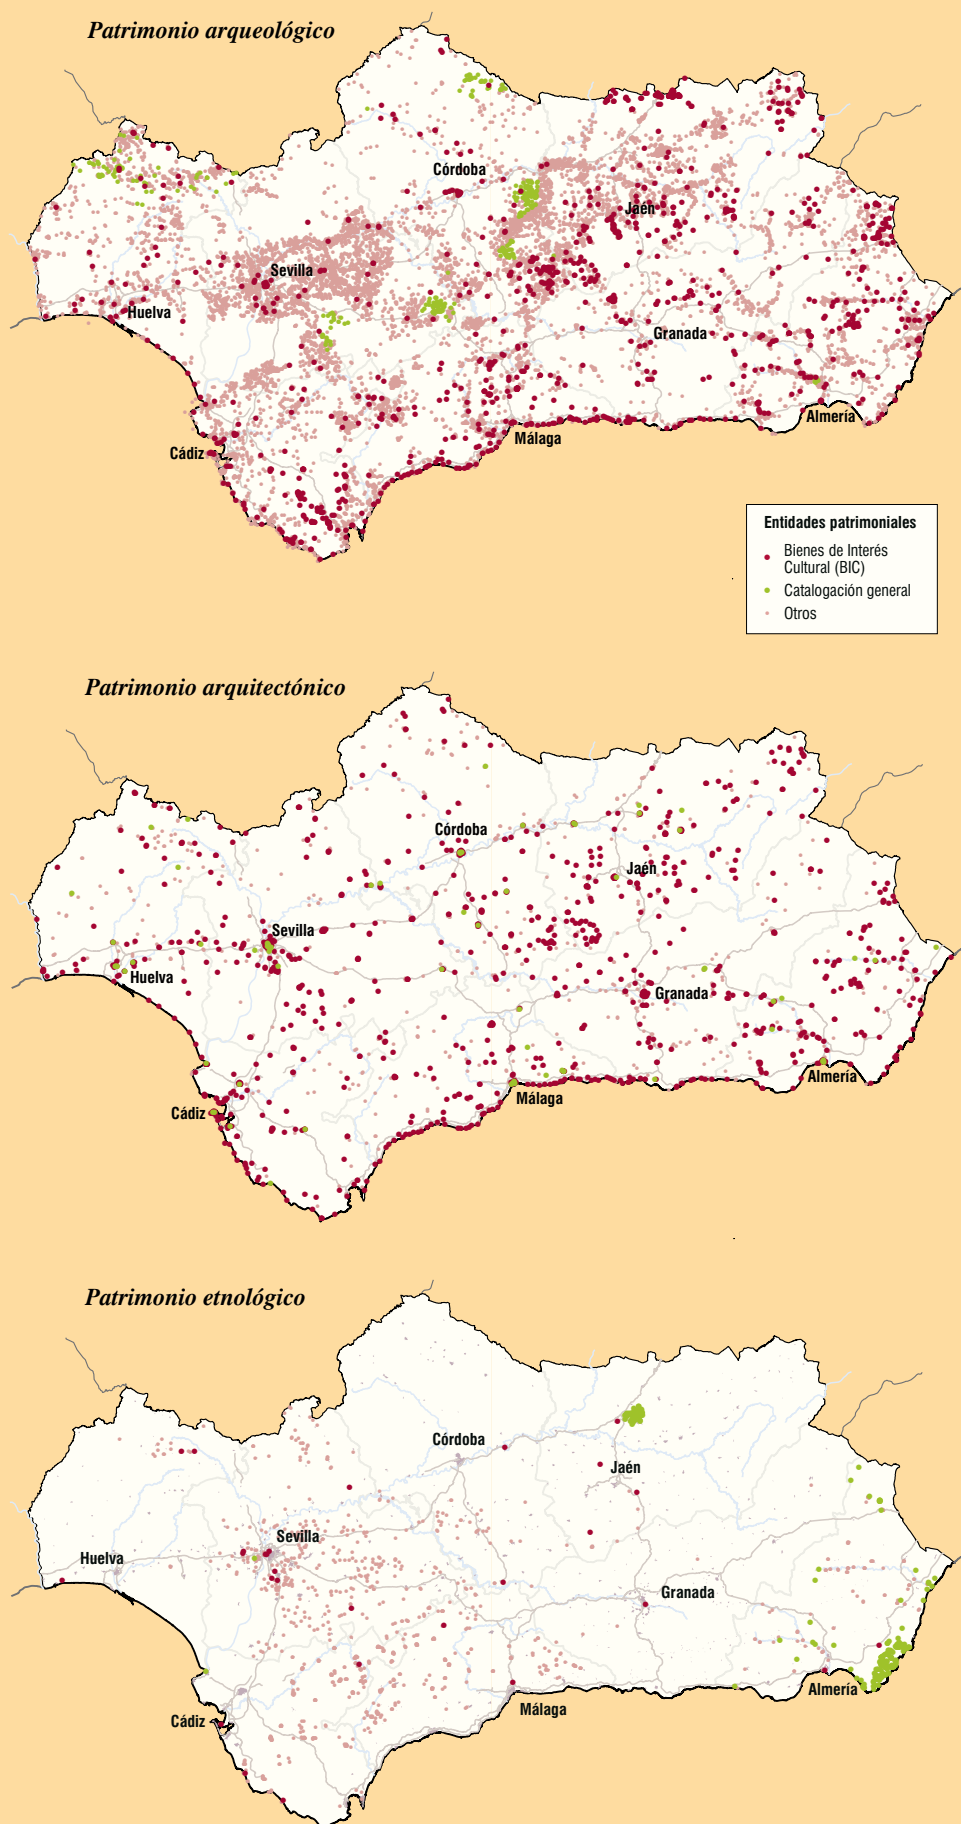 Patrimonio arqueológico
Córdoba
Jaén
Sevilla
Huelva
Granada
Almería
Málaga
Cádiz
Entidades patrimoniales
Bienes de Interés
Cultural (BIC)
Catalogación general
Otros
Patrimonio arquitectónico
Córdoba
Jaén
Sevilla
Huelva
Granada
Almería
Málaga
Cádiz
Patrimonio etnológico
Córdoba
Jaén
Sevilla
Huelva
Granada
Almería
Málaga
Cádiz